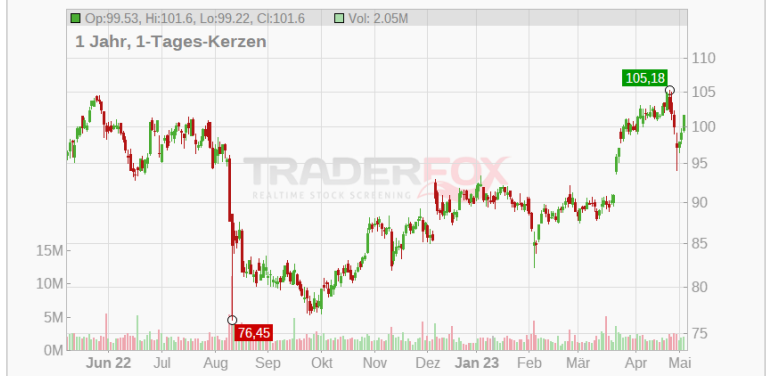 Op:99.53, Hi:101.6, Lo:99.22, Cl:101.6 Vol: 2.05M
1 Jahr, 1-Tages-Kerzen
105,18
110
105
100
95
90
85
80
75
TRADERFOX
REALTIME STOCK SCREENING
15M
10M
5M
0M
76,45
Jun 22 Jul Aug Sep Okt Nov Dez Jan 23 Feb Mär Apr Mai